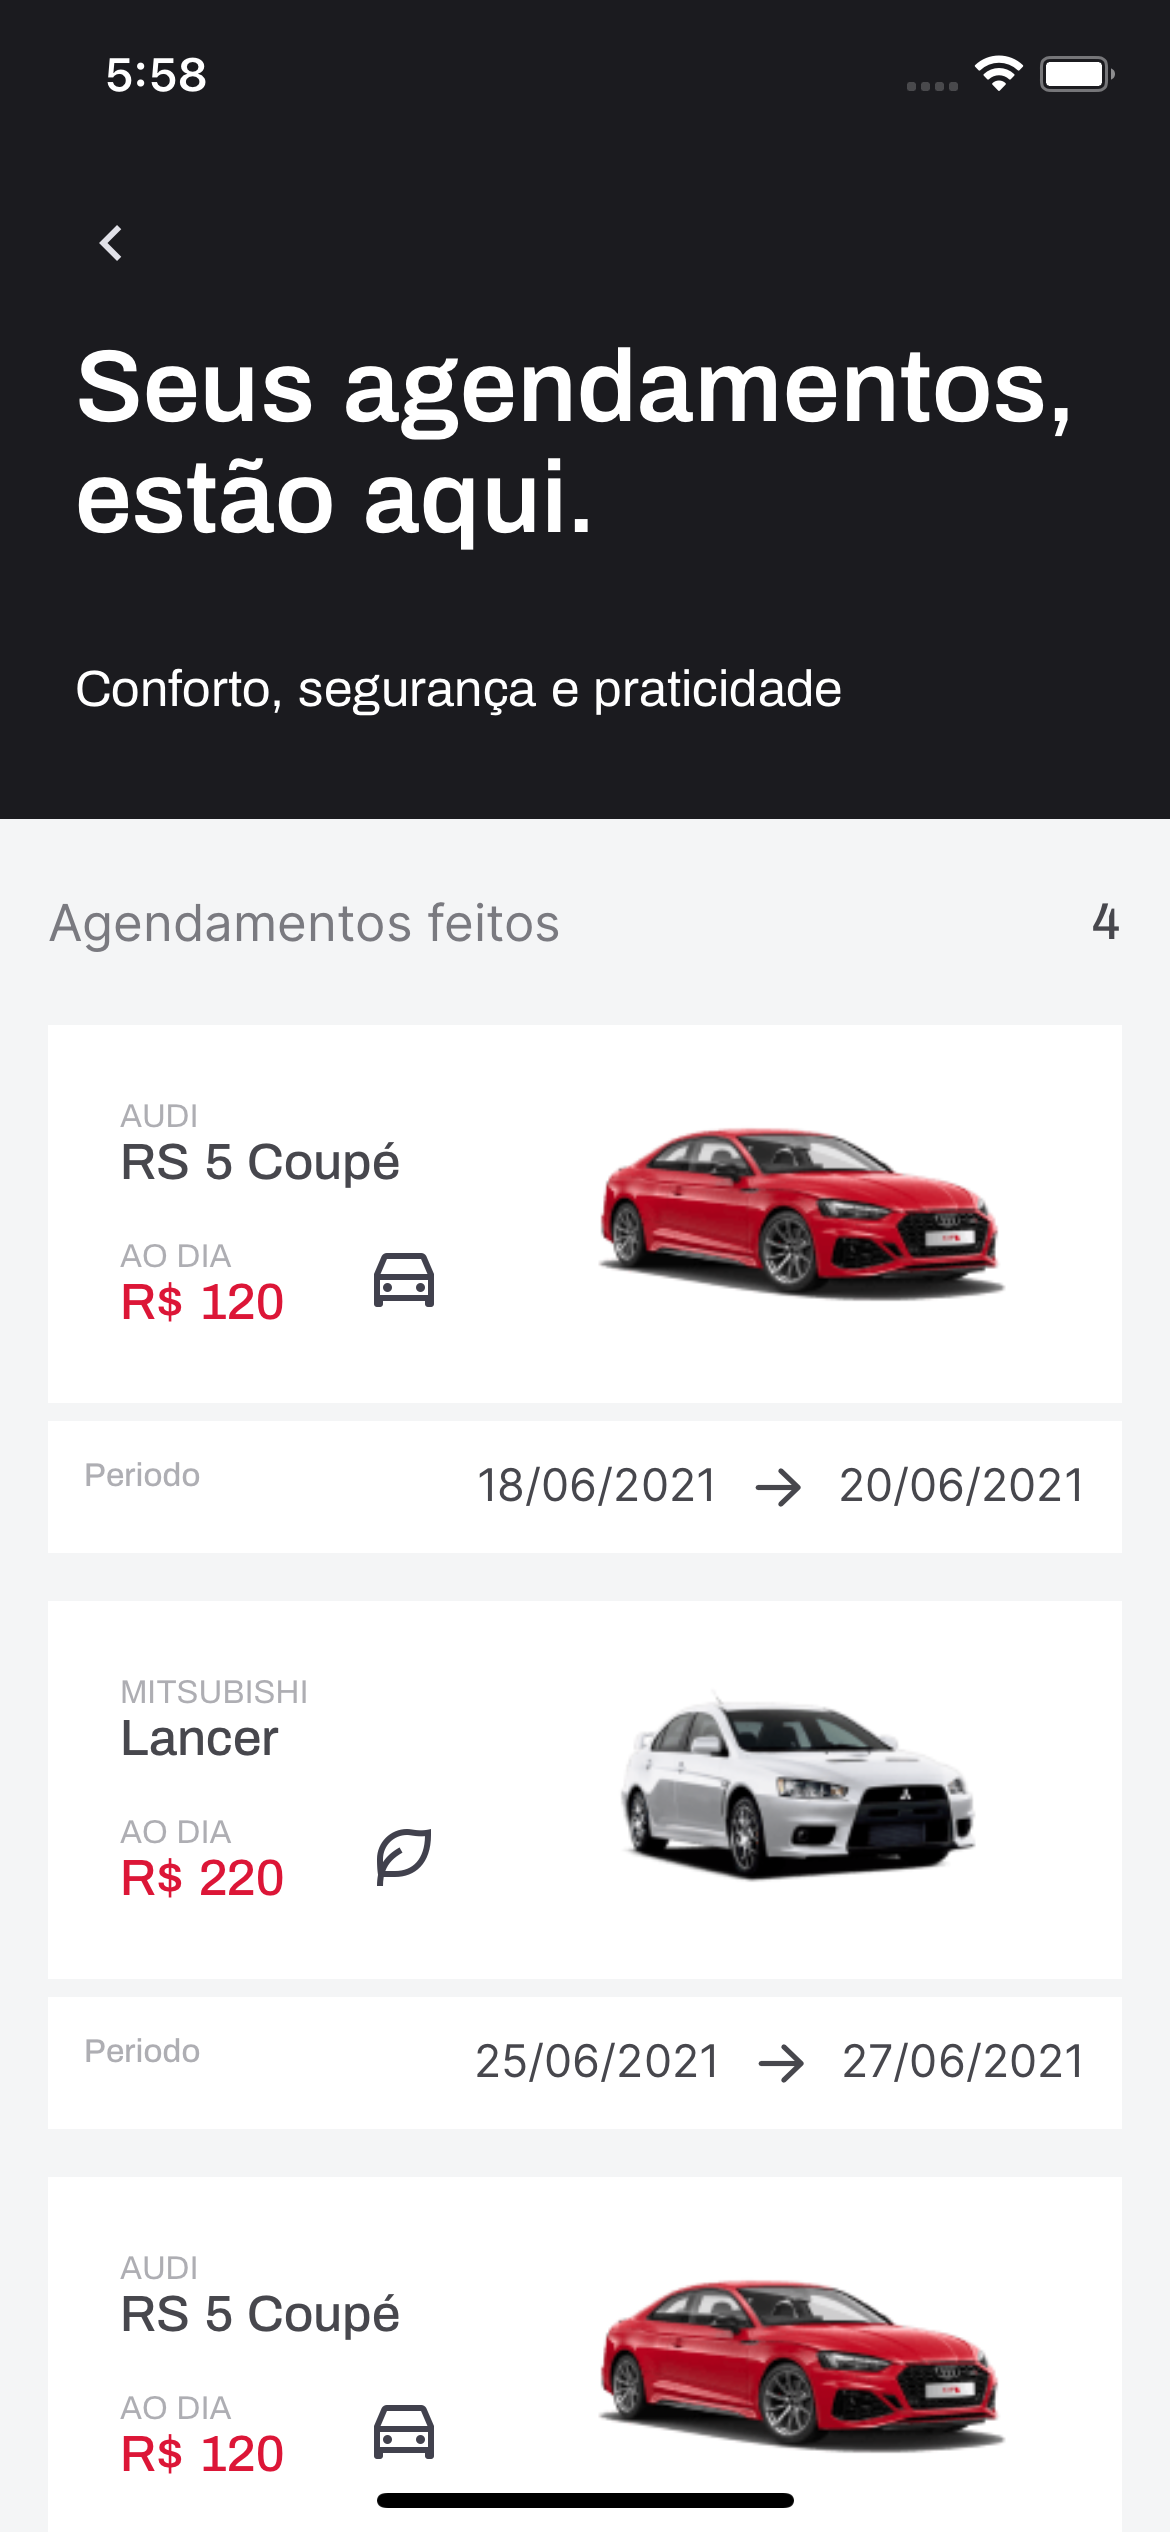 5:58
Seus agendamentos,
estão aqui.
Conforto, segurança e praticidade
Agendamentos feitos 4
AUDI
RS 5 Coupé
AO DIA
R$ 120
Periodo 18/06/2021 → 20/06/2021
MITSUBISHI
Lancer
AO DIA
R$ 220
Periodo 25/06/2021 → 27/06/2021
AUDI
RS 5 Coupé
AO DIA
R$ 120